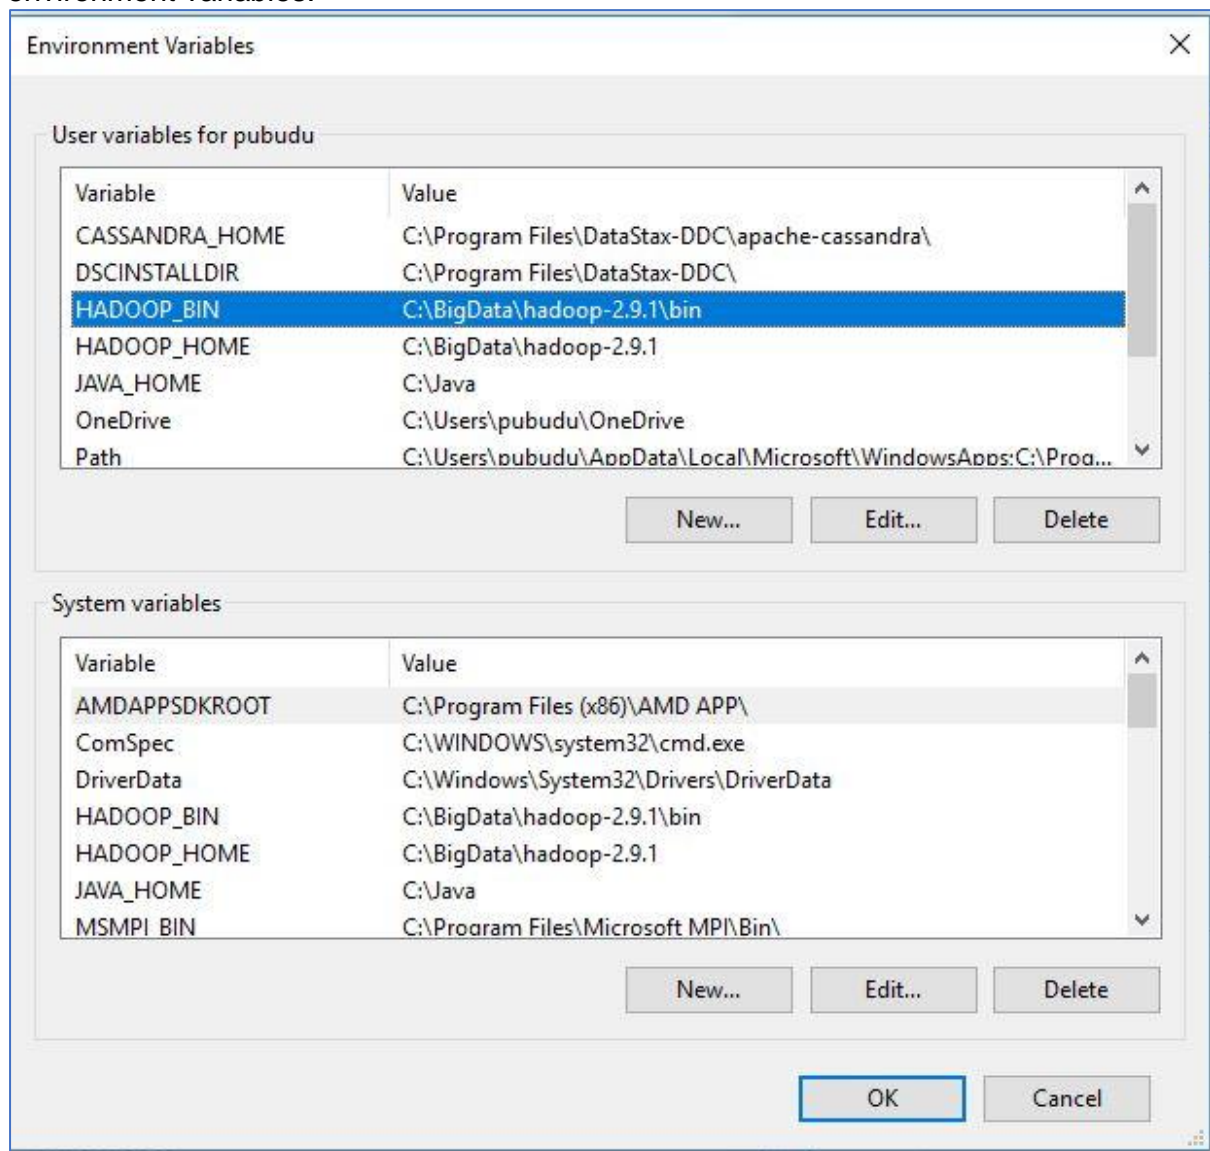 environment variables.
Environment Variables
User variables for pubudu
Variable Value
CASSANDRA_HOME C:\Program Files\DataStax-DDC\apache-cassandra\
DSCINSTALLDIR C:\Program Files\DataStax-DDC\
HADOOP_BIN C:\BigData\hadoop-2.9.1\bin
HADOOP_HOME C:\BigData\hadoop-2.9.1
JAVA_HOME C:\Java
OneDrive C:\Users\pubudu\OneDrive
Path C:\Users\pubudu\AppData\Local\Microsoft\WindowsApps;C:\Prog...
New... Edit... Delete
System variables
Variable Value
AMDAPPSDKROOT C:\Program Files (x86)\AMD APP\
ComSpec C:\WINDOWS\system32\cmd.exe
DriverData C:\Windows\System32\Drivers\DriverData
HADOOP_BIN C:\BigData\hadoop-2.9.1\bin
HADOOP_HOME C:\BigData\hadoop-2.9.1
JAVA_HOME C:\Java
MSMPI_BIN C:\Program Files\Microsoft MPI\Bin\
New... Edit... Delete
OK Cancel